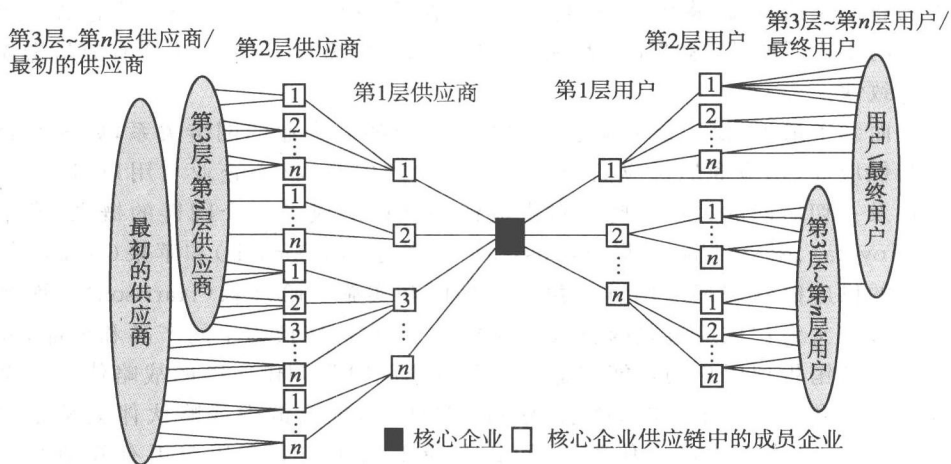 第3层~第n层供应商/
最初的供应商
第2层供应商
第1层供应商
第1层用户
第2层用户
第3层~第n层用户/
最终用户
最初的供应商
第3层~第n层供应商
1
2
⋮
n
1
⋮
n
1
2
3
⋮
n
1
⋮
n
1
2
3
⋮
n
1
2
⋮
n
1
2
⋮
n
1
⋮
n
1
2
⋮
n
用户\最终用户
第3层~第n层用户
核心企业
核心企业供应链中的成员企业